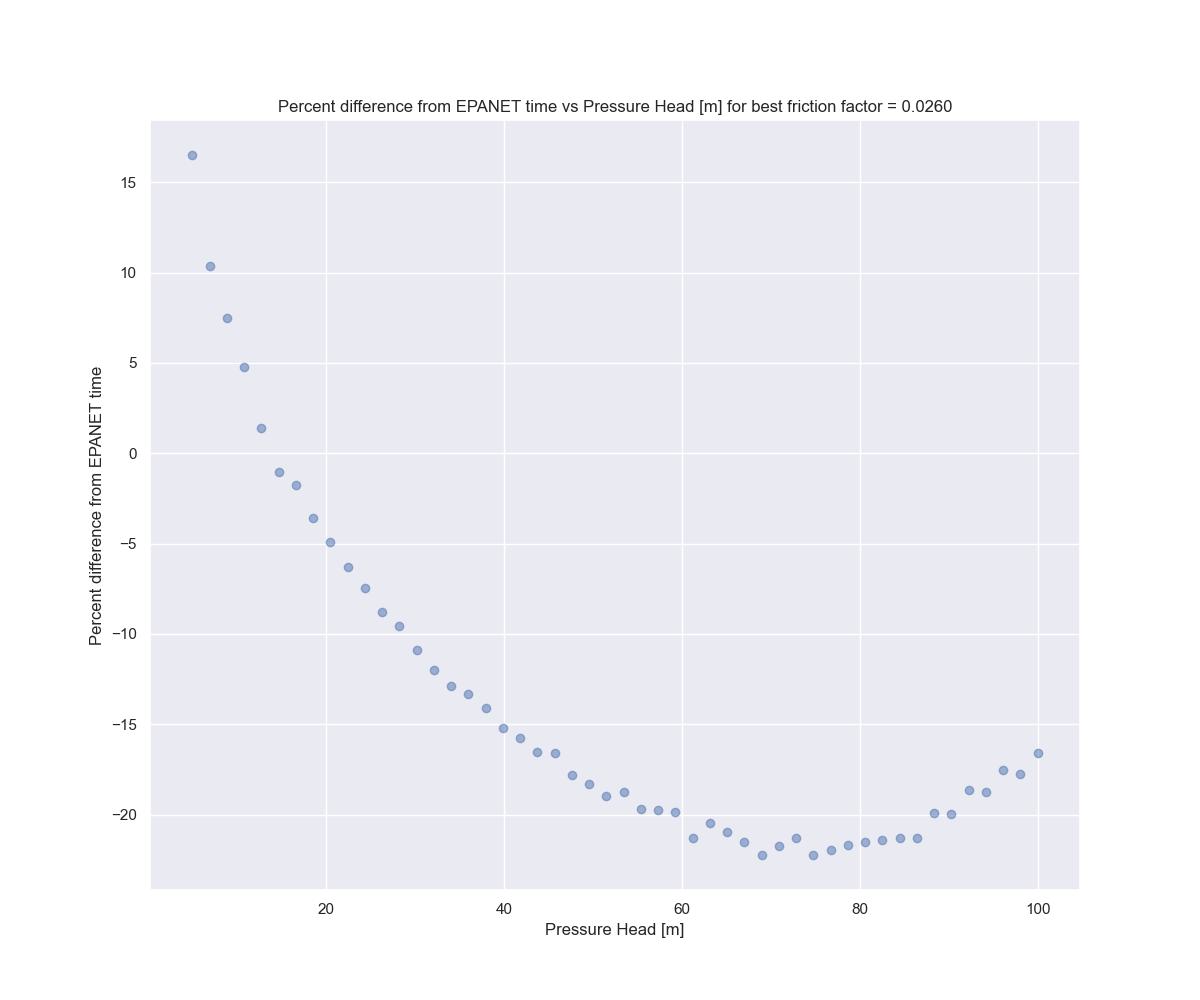 Percent difference from EPANET time vs Pressure Head [m] for best friction factor = 0.0260
15
10
5
0
−5
−10
−15
−20
Percent difference from EPANET time
20 40 60 80 100
Pressure Head [m]